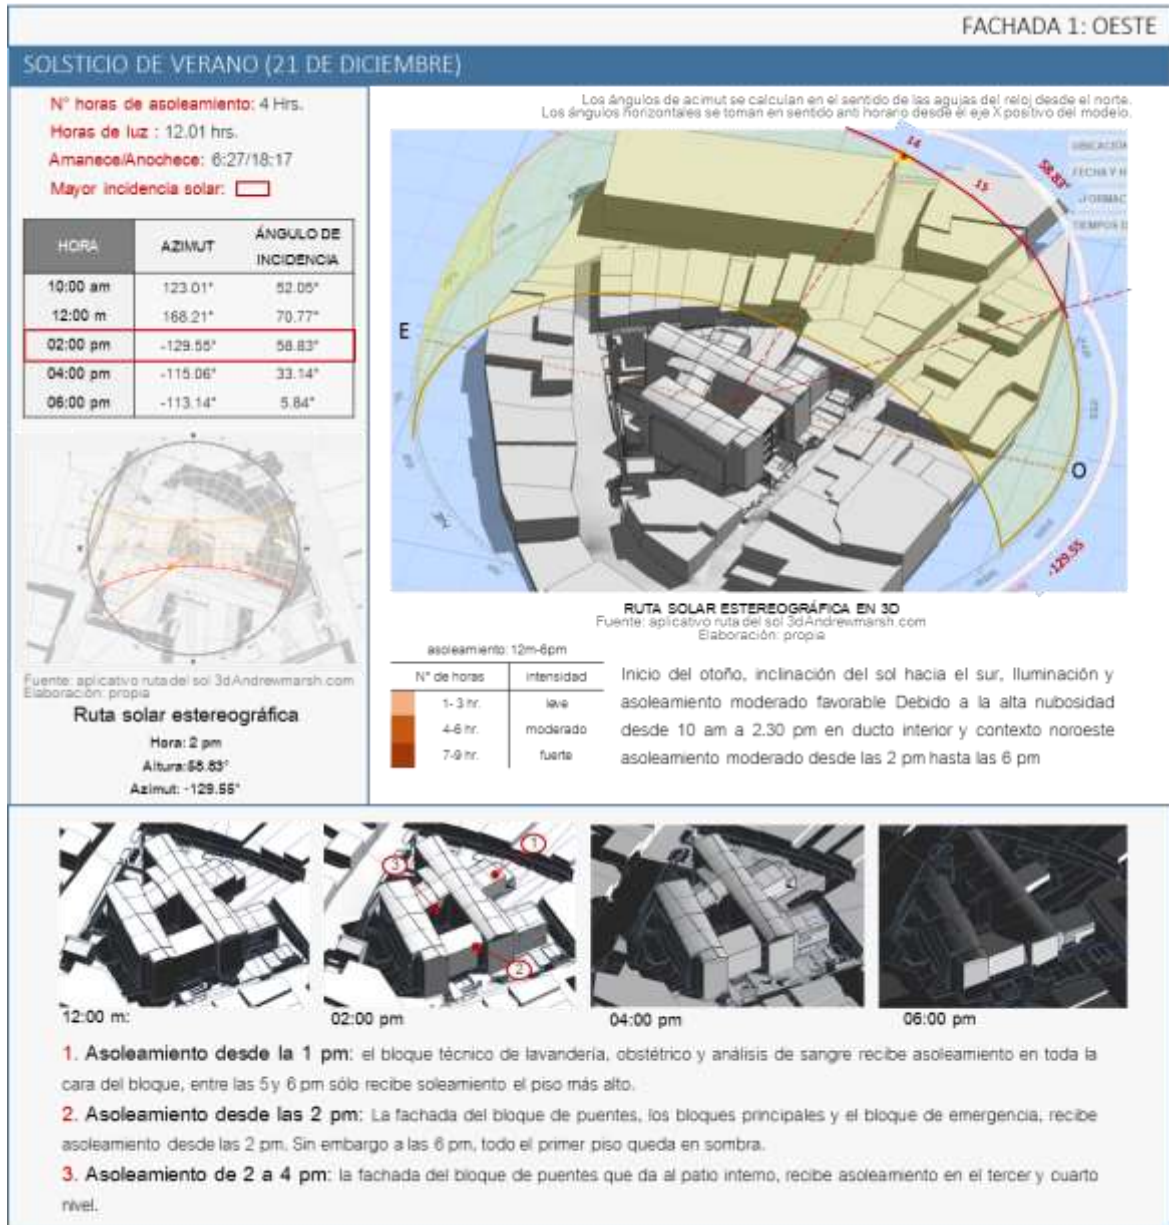 FACHADA 1: OESTE
SOLSTICIO DE VERANO (21 DE DICIEMBRE)
N° horas de asoleamiento: 4 Hrs.
Horas de luz : 12.01 hrs.
Amanece/Anochece: 6:27/18:17
Mayor incidencia solar:
HORA AZIMUT ÁNGULO DE INCIDENCIA
10:00 am 123.01° 52.05°
12:00 m 168.21° 70.77°
02:00 pm -129.55° 58.83°
04:00 pm -115.06° 33.14°
06:00 pm -113.14° 5.84°
Fuente: aplicativo ruta del sol 3dAndrewmarsh.com
Elaboración: propia
Ruta solar estereográfica
Hora: 2 pm
Altura:58.83°
Azimut: -129.55°
Los ángulos de acimut se calculan en el sentido de las agujas del reloj desde el norte.
Los ángulos horizontales se toman en sentido anti horario desde el eje X positivo del modelo.
14
15
58.83°
UBICACIÓN
FECHA Y H
TIEMPOS D
E
O
-129.55
RUTA SOLAR ESTEREOGRÁFICA EN 3D
Fuente: aplicativo ruta del sol 3dAndrewmarsh.com
Elaboración: propia
asoleamiento: 12m-6pm
N° de horas intensidad
1- 3 hr. leve
4-6 hr. moderado
7-9 hr. fuerte
Inicio del otoño, inclinación del sol hacia el sur, Iluminación y
asoleamiento moderado favorable Debido a la alta nubosidad
desde 10 am a 2.30 pm en ducto interior y contexto noroeste
asoleamiento moderado desde las 2 pm hasta las 6 pm
1
3
2
12:00 m:
02:00 pm
04:00 pm
06:00 pm
1. Asoleamiento desde la 1 pm: el bloque técnico de lavandería, obstétrico y análisis de sangre recibe asoleamiento en toda la
cara del bloque, entre las 5 y 6 pm sólo recibe soleamiento el piso más alto.
2. Asoleamiento desde las 2 pm: La fachada del bloque de puentes, los bloques principales y el bloque de emergencia, recibe
asoleamiento desde las 2 pm. Sin embargo a las 6 pm, todo el primer piso queda en sombra.
3. Asoleamiento de 2 a 4 pm: la fachada del bloque de puentes que da al patio interno, recibe asoleamiento en el tercer y cuarto
nivel.